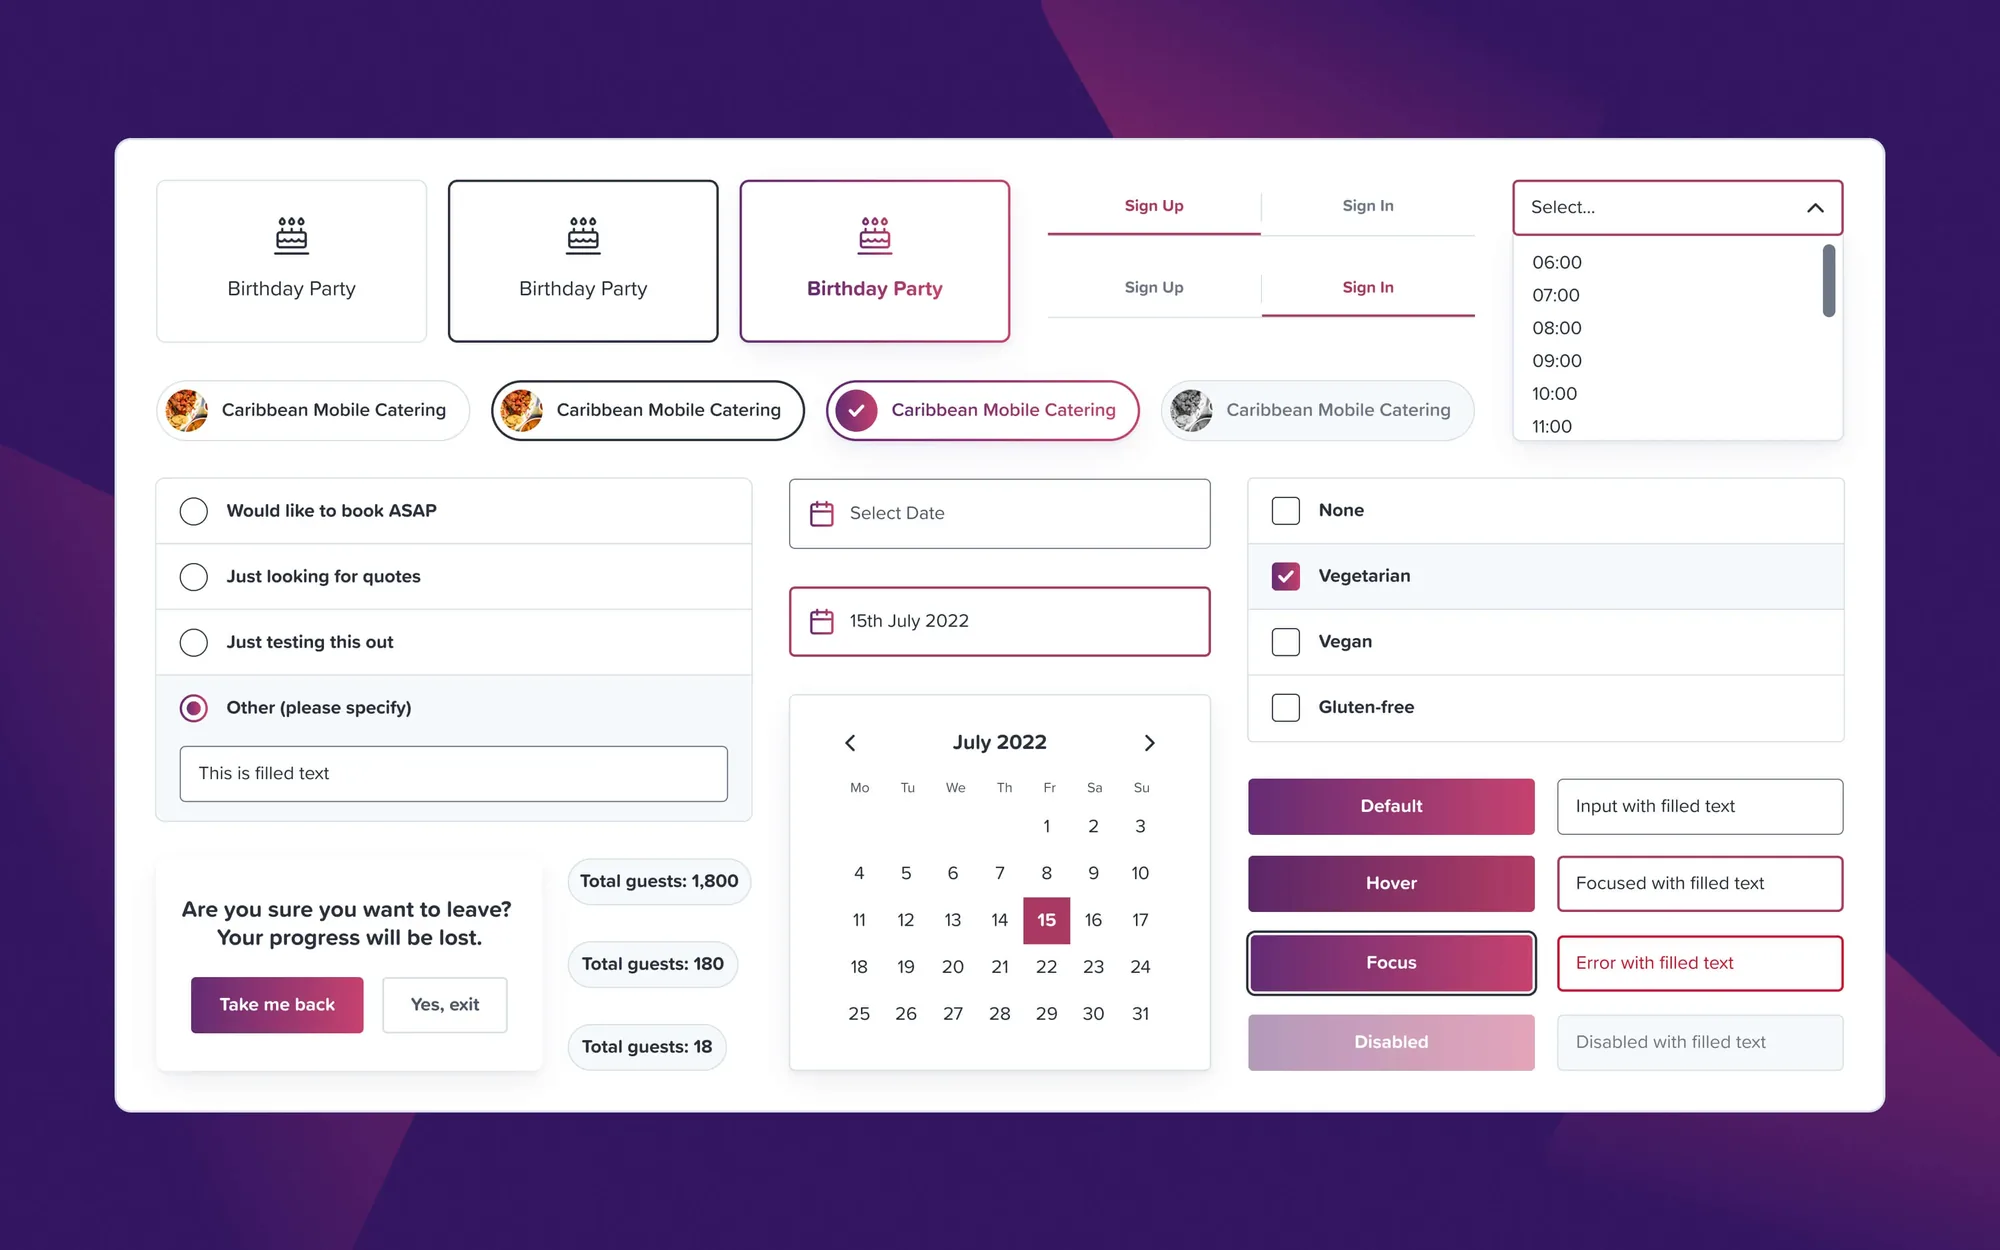 Birthday Party
Birthday Party
Birthday Party
Sign Up
Sign In
Sign Up
Sign In
Select...
06:00
07:00
08:00
09:00
10:00
11:00
Caribbean Mobile Catering
Caribbean Mobile Catering
Caribbean Mobile Catering
Caribbean Mobile Catering
Would like to book ASAP
Just looking for quotes
Just testing this out
Other (please specify)
This is filled text
Select Date
15th July 2022
July 2022
Mo Tu We Th Fr Sa Su
1 2 3
4 5 6 7 8 9 10
11 12 13 14 15 16 17
18 19 20 21 22 23 24
25 26 27 28 29 30 31
None
Vegetarian
Vegan
Gluten-free
Are you sure you want to leave?
Your progress will be lost.
Take me back
Yes, exit
Total guests: 1,800
Total guests: 180
Total guests: 18
Default
Input with filled text
Hover
Focused with filled text
Focus
Error with filled text
Disabled
Disabled with filled text